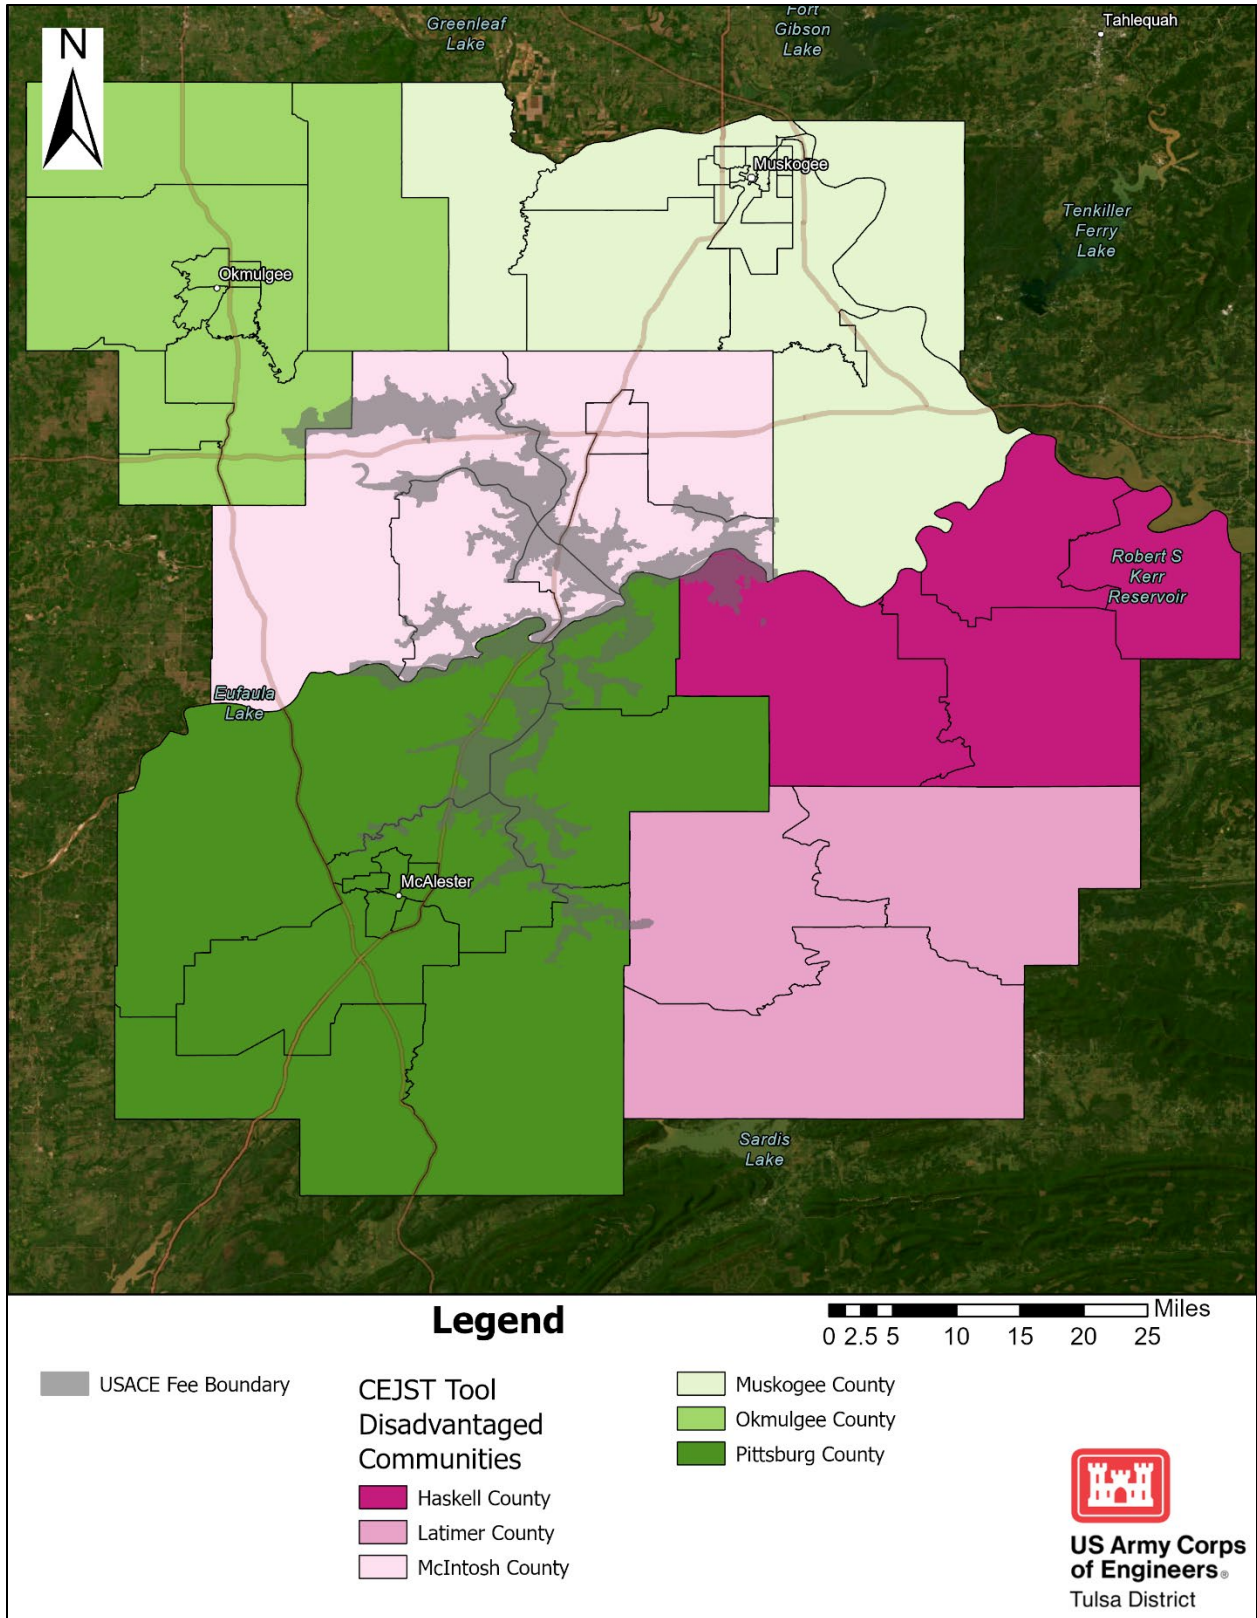 Greenleaf
Lake
Fort
Gibson
Lake
Tahlequah
N
Muskogee
Tenkiller
Ferry
Lake
Okmulgee
Robert S
Kerr
Reservoir
Eufaula
Lake
McAlester
Sardis
Lake
Legend
Miles
0 2.5 5 10 15 20 25
USACE Fee Boundary
CEJST Tool
Disadvantaged
Communities
Haskell County
Latimer County
McIntosh County
Muskogee County
Okmulgee County
Pittsburg County
US Army Corps
of Engineers®
Tulsa District